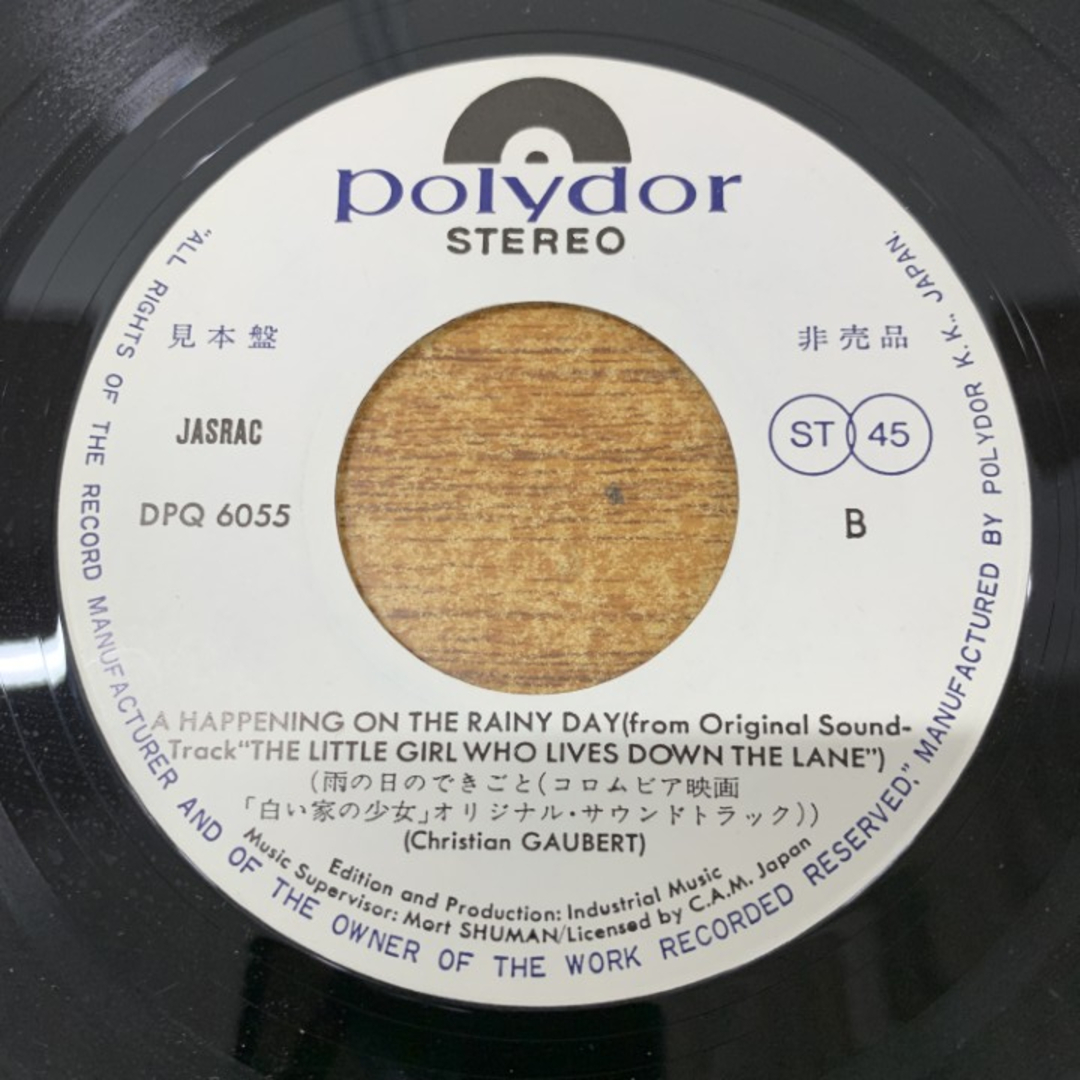 polydor
STEREO
見本盤
非売品
JASRAC
ST 45
DPQ 6055
B
A HAPPENING ON THE RAINY DAY(from Original Sound-
Track“THE LITTLE GIRL WHO LIVES DOWN THE LANE”)
(雨の日のできごと(コロムビア映画
「白い家の少女」オリジナル・サウンドトラック))
(Christian GAUBERT)
Edition and Production: Industrial Music
Music Supervisor: Mort SHUMAN/Licensed by C.A.M. Japan
“ALL RIGHTS OF THE RECORD MANUFACTURER AND OF THE OWNER OF THE WORK RECORDED RESERVED,” MANUFACTURED BY POLYDOR K.K., JAPAN.